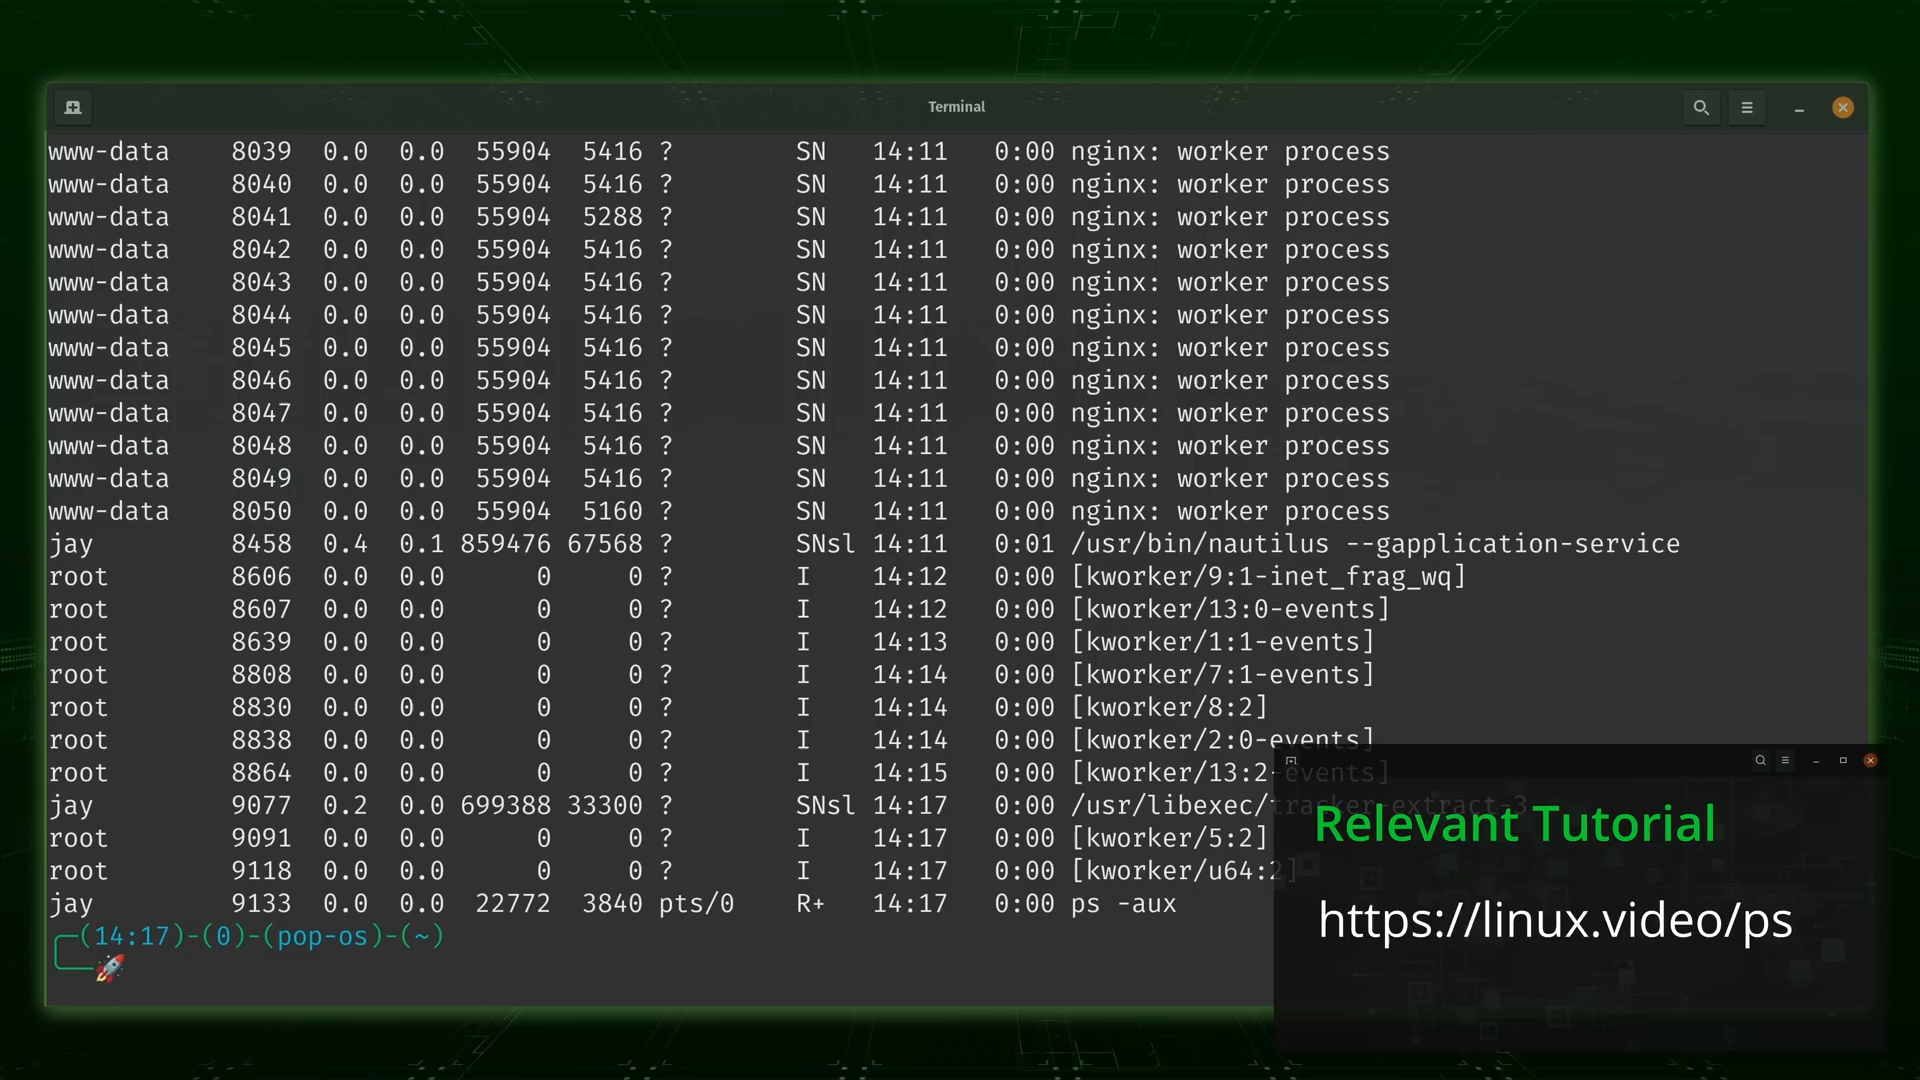 Terminal
www-data 8039 0.0 0.0 55904 5416 ? SN 14:11 0:00 nginx: worker process
www-data 8040 0.0 0.0 55904 5416 ? SN 14:11 0:00 nginx: worker process
www-data 8041 0.0 0.0 55904 5288 ? SN 14:11 0:00 nginx: worker process
www-data 8042 0.0 0.0 55904 5416 ? SN 14:11 0:00 nginx: worker process
www-data 8043 0.0 0.0 55904 5416 ? SN 14:11 0:00 nginx: worker process
www-data 8044 0.0 0.0 55904 5416 ? SN 14:11 0:00 nginx: worker process
www-data 8045 0.0 0.0 55904 5416 ? SN 14:11 0:00 nginx: worker process
www-data 8046 0.0 0.0 55904 5416 ? SN 14:11 0:00 nginx: worker process
www-data 8047 0.0 0.0 55904 5416 ? SN 14:11 0:00 nginx: worker process
www-data 8048 0.0 0.0 55904 5416 ? SN 14:11 0:00 nginx: worker process
www-data 8049 0.0 0.0 55904 5416 ? SN 14:11 0:00 nginx: worker process
www-data 8050 0.0 0.0 55904 5160 ? SN 14:11 0:00 nginx: worker process
jay 8458 0.4 0.1 859476 67568 ? SNsl 14:11 0:01 /usr/bin/nautilus --gapplication-service
root 8606 0.0 0.0 0 0 ? I 14:12 0:00 [kworker/9:1-inet_frag_wq]
root 8607 0.0 0.0 0 0 ? I 14:12 0:00 [kworker/13:0-events]
root 8639 0.0 0.0 0 0 ? I 14:13 0:00 [kworker/1:1-events]
root 8808 0.0 0.0 0 0 ? I 14:14 0:00 [kworker/7:1-events]
root 8830 0.0 0.0 0 0 ? I 14:14 0:00 [kworker/8:2]
root 8838 0.0 0.0 0 0 ? I 14:14 0:00 [kworker/2:0-events]
root 8864 0.0 0.0 0 0 ? I 14:15 0:00 [kworker/13:2-events]
jay 9077 0.2 0.0 699388 33300 ? SNsl 14:17 0:00 /usr/libexec/tracker-extract-3
root 9091 0.0 0.0 0 0 ? I 14:17 0:00 [kworker/5:2]
root 9118 0.0 0.0 0 0 ? I 14:17 0:00 [kworker/u64:2]
jay 9133 0.0 0.0 22772 3840 pts/0 R+ 14:17 0:00 ps -aux
(14:17)-(0)-(pop-os)-(~)
Relevant Tutorial
https://linux.video/ps